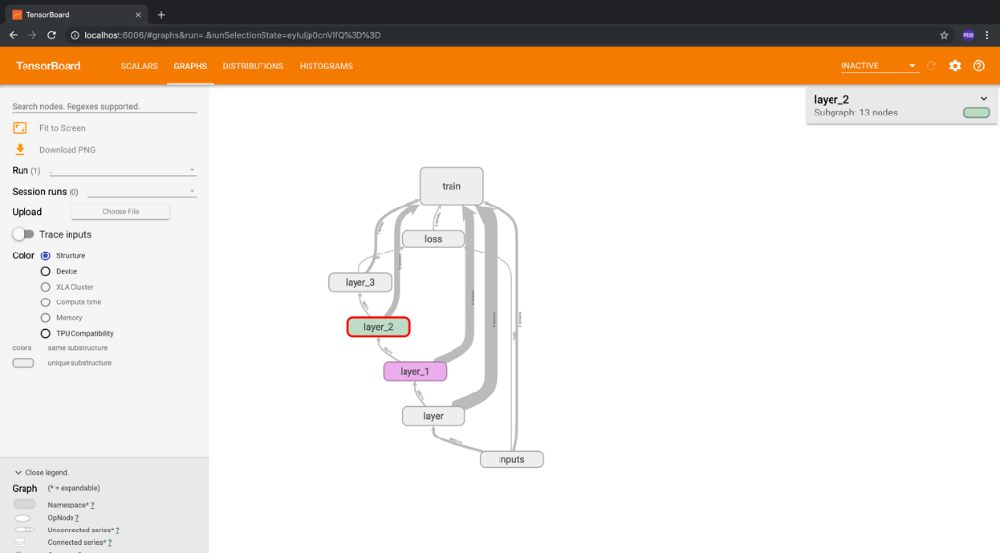 TensorBoard
localhost:6006/#graphs&run=.&runSelectionState=eyIuIjp0cnVlfQ%3D%3D
TensorBoard SCALARS GRAPHS DISTRIBUTIONS HISTOGRAMS INACTIVE
Search nodes. Regexes supported.
Fit to Screen
Download PNG
Run (1) .
Session runs (0)
Upload Choose File
Trace inputs
Color Structure
Device
XLA Cluster
Compute time
Memory
TPU Compatibility
colors same substructure
unique substructure
Close legend.
Graph (* = expandable)
Namespace* ?
OpNode ?
Unconnected series* ?
Connected series* ?
train
loss
layer_3
layer_2
layer_1
layer
inputs
layer_2
Subgraph: 13 nodes